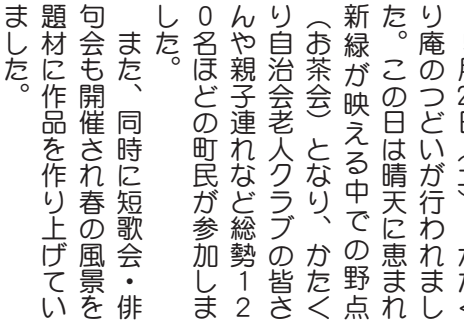 り庵のつどいが行われまし
た。この日は晴天に恵まれ
新緑が映える中での野点
（お茶会）となり、かたく
り自治会老人クラブの皆さ
んや親子連れなど総勢１２
０名ほどの町民が参加しま
した。
　また、同時に短歌会・俳
句会も開催され春の風景を
題材に作品を作り上げてい
ました。